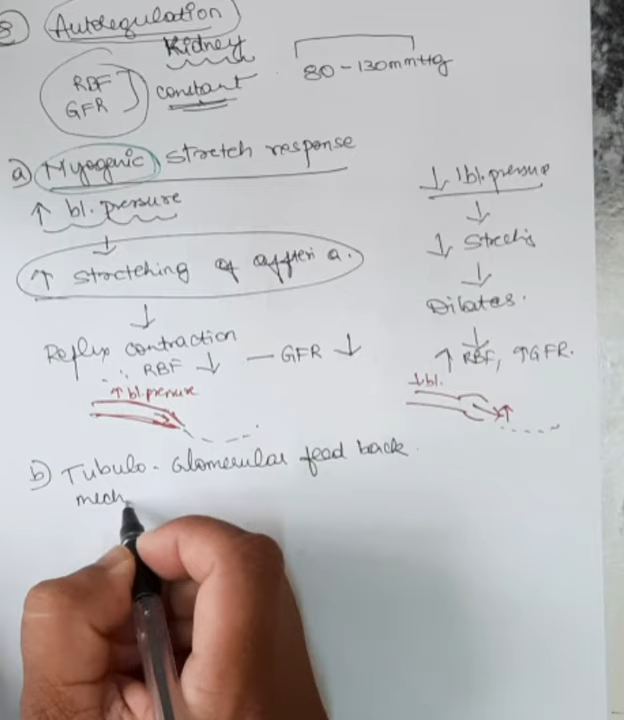 8) Autoregulation
Kidney
RBF
GFR
constant
80-130mmHg
a) Myogenic stretch response
↑ bl. pressure
↓
↑ stretching of afferi a.
↓
Reflex contraction
RBF ↓ — GFR ↓
↑ bl. pressure
↓ bl. pressure
↓
↓ Stretch
↓
Dilates.
↓
↑ RBF, ↑GFR.
↓bl.
↑
b) Tubulo-Glomerular feed back
mech